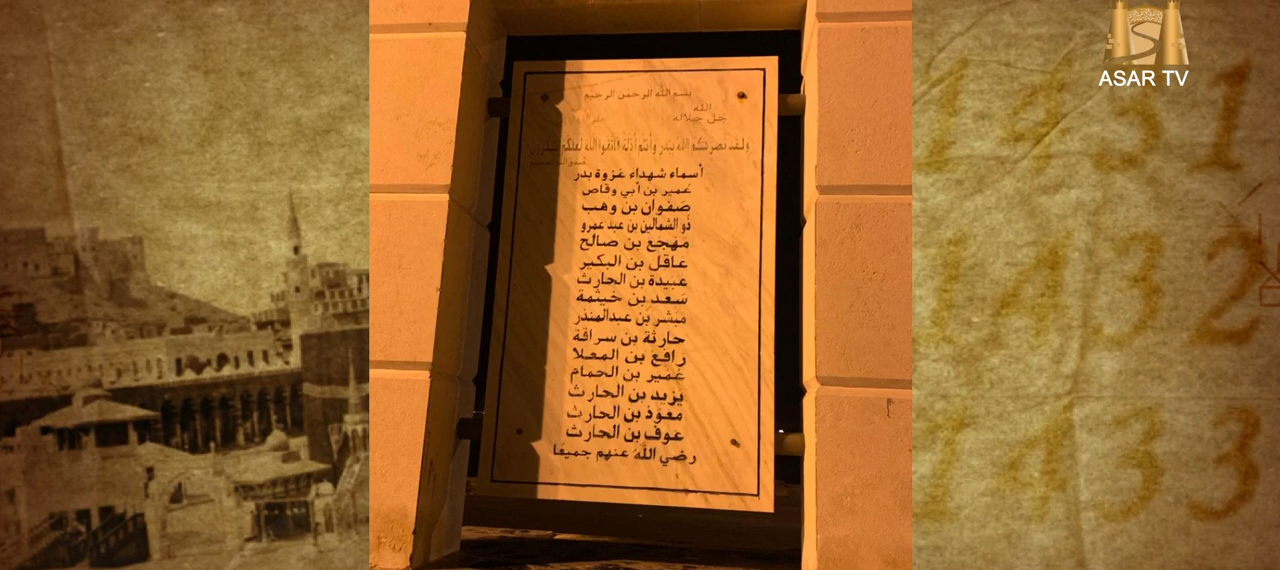 بسم الله الرحمن الرحيم
الله
جل جلاله
ولقد نصركم الله ببدر وأنتم أذلة فاتقوا الله لعلكم تشكرون
أسماء شهداء غزوة بدر
عمير بن أبي وقاص
صفوان بن وهب
ذو الشمالين بن عبد عمرو
مهجع بن صالح
عاقل بن البكير
عبيدة بن الحارث
سعد بن خيثمة
مبشر بن عبدالمنذر
حارثة بن سراقة
رافع بن المعلا
عمير بن الحمام
يزيد بن الحارث
معوذ بن الحارث
عوف بن الحارث
رضي الله عنهم جميعا
ASAR TV
1431
1432
1433